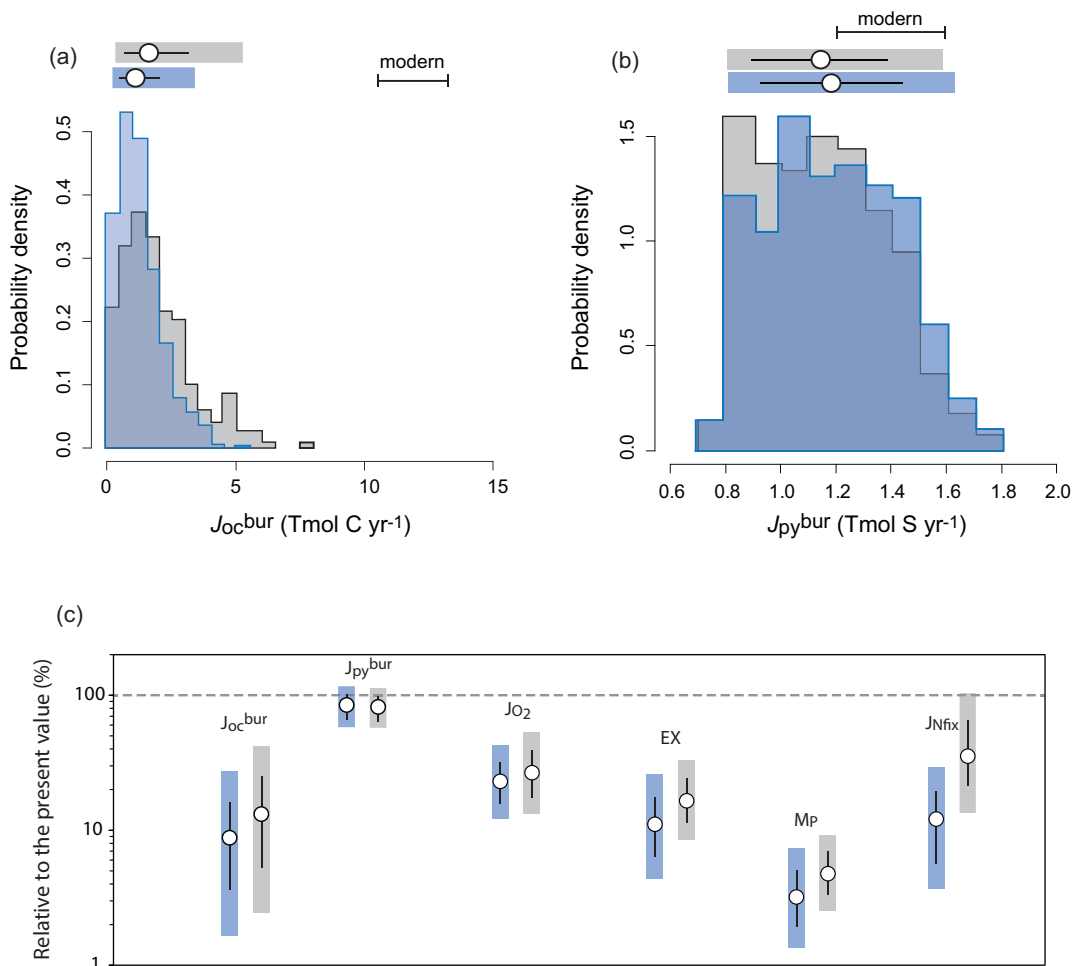 (a)
modern
0.5
0.4
0.3
0.2
0.1
0.0
Probability density
0 5 10 15
Jocbur (Tmol C yr-1)
modern
(b)
1.5
1.0
0.5
0.0
Probability density
0.6 0.8 1.0 1.2 1.4 1.6 1.8 2.0
Jpybur (Tmol S yr-1)
(c)
Relative to the present value (%)
100
10
1
Jocbur
Jpybur
JO2
EX
MP
JNfix